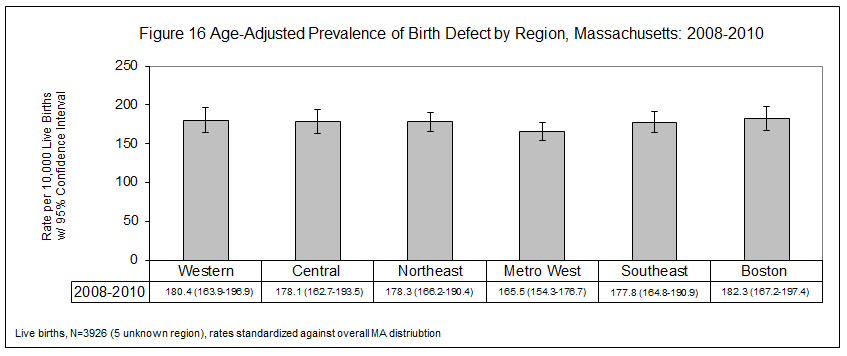 Figure 16 Age-Adjusted Prevalence of Birth Defect by Region, Massachusetts: 2008-2010
Rate per 10,000 Live Births
w/ 95% Confidence Interval
250
200
150
100
50
0
Western Central Northeast Metro West Southeast Boston
2008-2010 180.4 (163.9-196.9) 178.1 (162.7-193.5) 178.3 (166.2-190.4) 165.5 (154.3-176.7) 177.8 (164.8-190.9) 182.3 (167.2-197.4)
Live births, N=3926 (5 unknown region), rates standardized against overall MA distriubtion